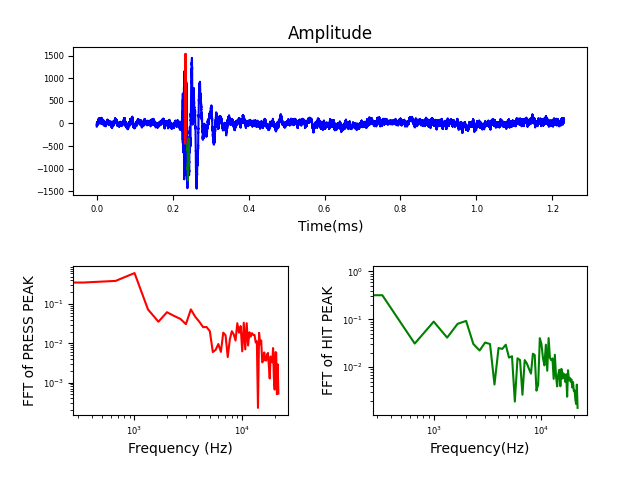 Amplitude
1500
1000
500
0
−500
−1000
−1500
0.0 0.2 0.4 0.6 0.8 1.0 1.2
Time(ms)
FFT of PRESS PEAK
10⁻¹
10⁻²
10⁻³
10³ 10⁴
Frequency (Hz)
FFT of HIT PEAK
10⁰
10⁻¹
10⁻²
10³ 10⁴
Frequency(Hz)